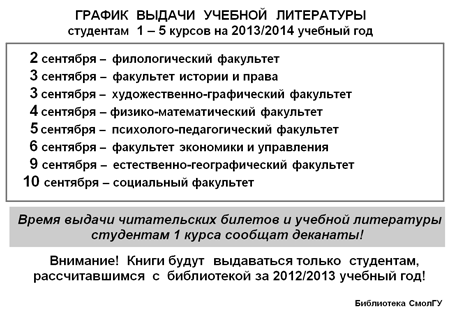 ГРАФИК ВЫДАЧИ УЧЕБНОЙ ЛИТЕРАТУРЫ
студентам 1 – 5 курсов на 2013/2014 учебный год
2 сентября – филологический факультет
3 сентября – факультет истории и права
3 сентября – художественно-графический факультет
4 сентября – физико-математический факультет
5 сентября – психолого-педагогический факультет
6 сентября – факультет экономики и управления
9 сентября – естественно-географический факультет
10 сентября – социальный факультет
Время выдачи читательских билетов и учебной литературы
студентам 1 курса сообщат деканаты!
Внимание! Книги будут выдаваться только студентам,
рассчитавшимся с библиотекой за 2012/2013 учебный год!
Библиотека СмолГУ